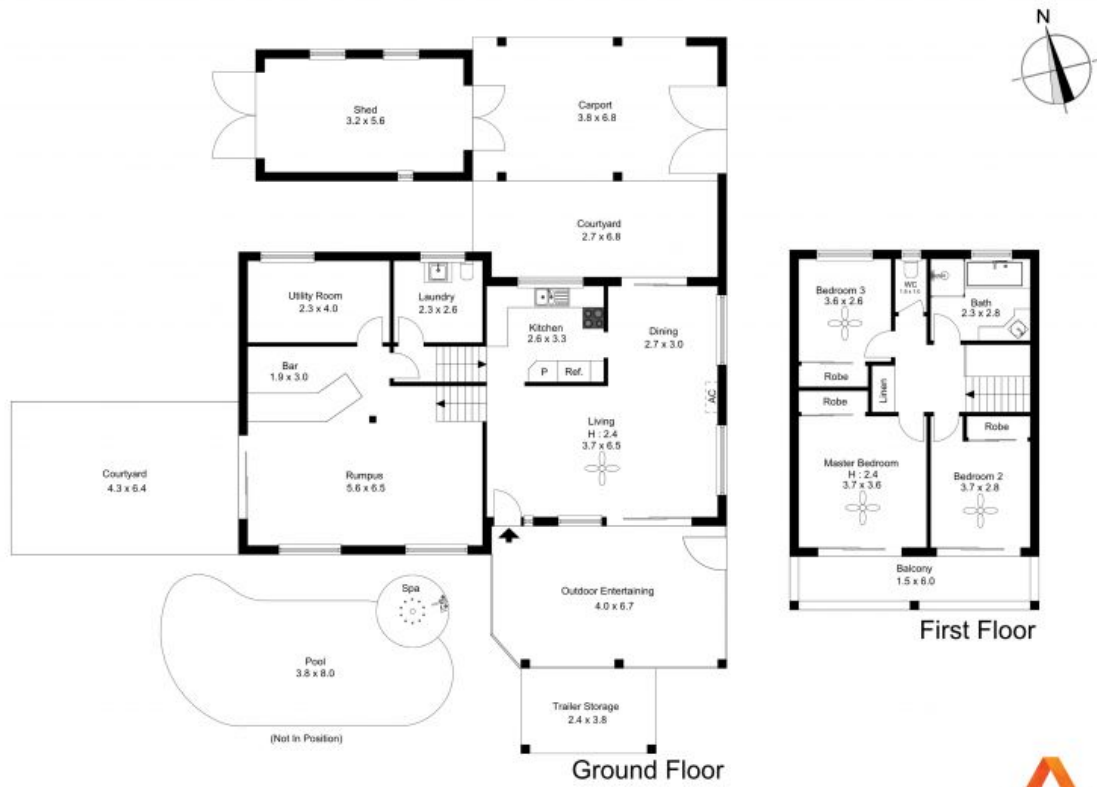 N
Shed
3.2 x 5.6
Carport
3.8 x 6.8
Courtyard
2.7 x 6.8
Utility Room
2.3 x 4.0
Laundry
2.3 x 2.6
Kitchen
2.6 x 3.3
Dining
2.7 x 3.0
P
Ref.
AC
Bar
1.9 x 3.0
Living
H : 2.4
3.7 x 6.5
Courtyard
4.3 x 6.4
Rumpus
5.6 x 6.5
Outdoor Entertaining
4.0 x 6.7
Spa
Pool
3.8 x 8.0
(Not In Position)
Trailer Storage
2.4 x 3.8
Ground Floor
Bedroom 3
3.6 x 2.6
WC
Bath
2.3 x 2.8
Robe
Linen
Robe
Robe
Master Bedroom
H : 2.4
3.7 x 3.6
Bedroom 2
3.7 x 2.8
Balcony
1.5 x 6.0
First Floor